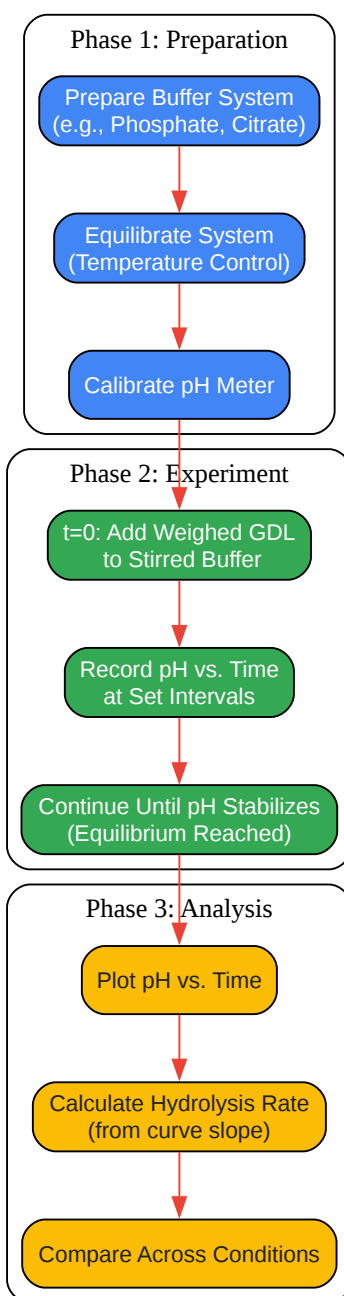 Phase 1: Preparation
Prepare Buffer System
(e.g., Phosphate, Citrate)
Equilibrate System
(Temperature Control)
Calibrate pH Meter
Phase 2: Experiment
t=0: Add Weighed GDL
to Stirred Buffer
Record pH vs. Time
at Set Intervals
Continue Until pH Stabilizes
(Equilibrium Reached)
Phase 3: Analysis
Plot pH vs. Time
Calculate Hydrolysis Rate
(from curve slope)
Compare Across Conditions